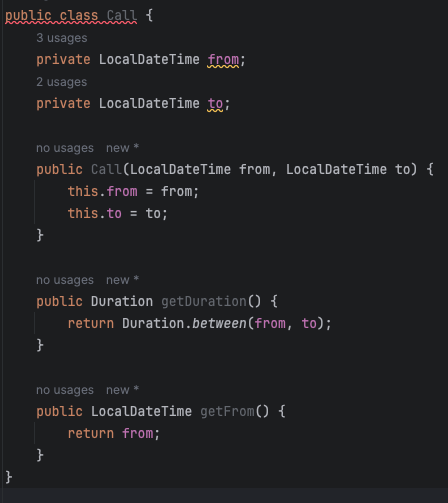 public class Call {
3 usages
private LocalDateTime from;
2 usages
private LocalDateTime to;
no usages new *
public Call(LocalDateTime from, LocalDateTime to) {
this.from = from;
this.to = to;
}
no usages new *
public Duration getDuration() {
return Duration.between(from, to);
}
no usages new *
public LocalDateTime getFrom() {
return from;
}
}